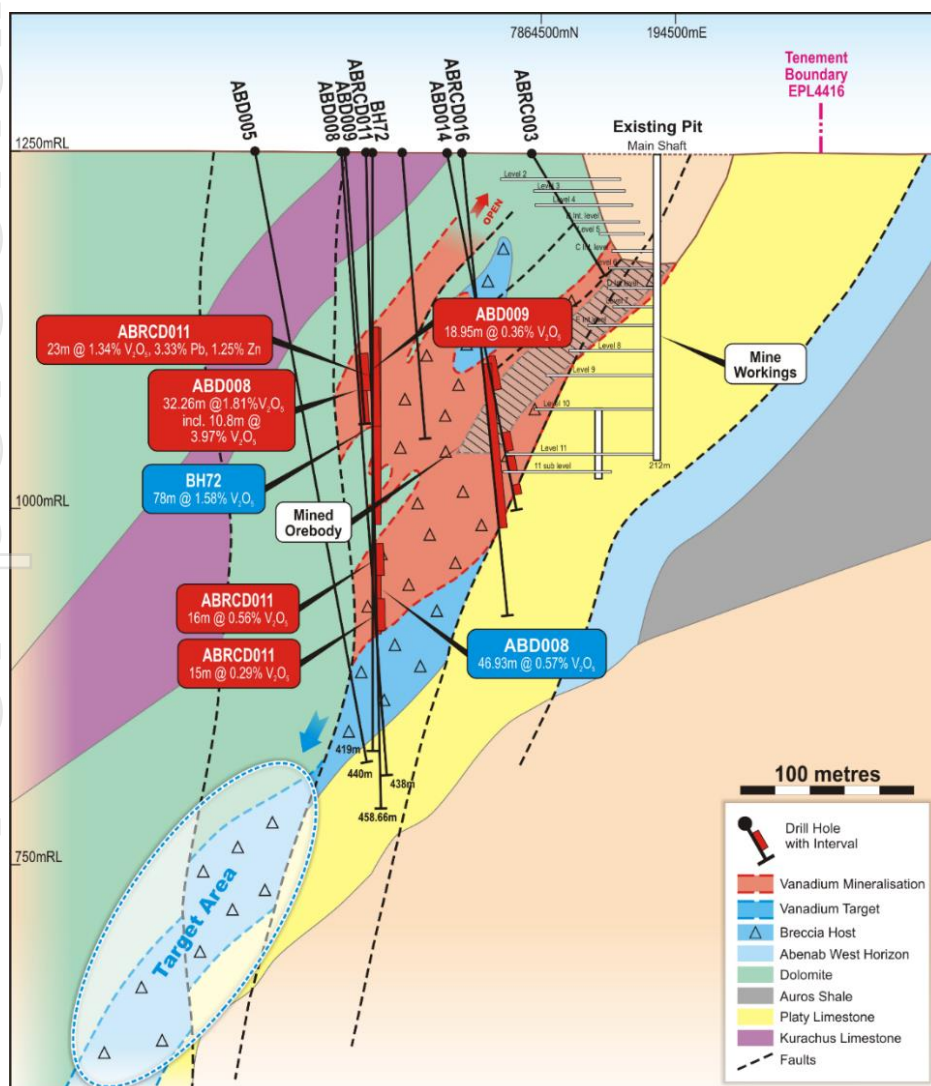 7864500mN
194500mE
Tenement
Boundary
EPL4416
ABD005
ABD008
ABD009
ABRCD011
BH72
ABD014
ABRCD016
ABRC003
Existing Pit
Main Shaft
1250mRL
Level 2
Level 3
Level 4
Int. level
Level 5
C Int. level
OPEN
Level 8
Level 9
Level 10
Level 11
11 sub level
212m
Mine
Workings
ABRCD011
23m @ 1.34% V₂O₅, 3.33% Pb, 1.25% Zn
ABD009
18.95m @ 0.36% V₂O₅
ABD008
32.26m @1.81%V₂O₅
incl. 10.8m @
3.97% V₂O₅
BH72
78m @ 1.58% V₂O₅
1000mRL
Mined
Orebody
ABRCD011
16m @ 0.56% V₂O₅
ABRCD011
15m @ 0.29% V₂O₅
ABD008
46.93m @ 0.57% V₂O₅
419m
440m
438m
458.66m
750mRL
Target Area
100 metres
Drill Hole
with Interval
Vanadium Mineralisation
Vanadium Target
Breccia Host
Abenab West Horizon
Dolomite
Auros Shale
Platy Limestone
Kurachus Limestone
Faults